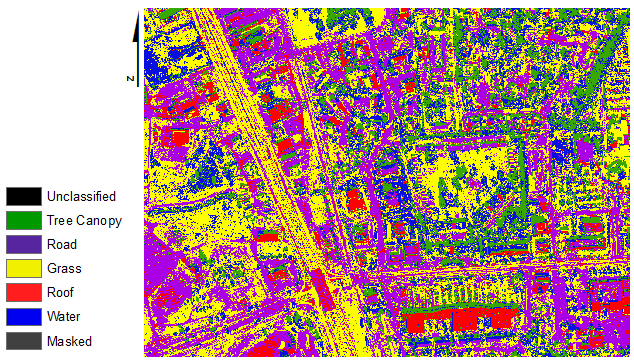 N
Unclassified
Tree Canopy
Road
Grass
Roof
Water
Masked